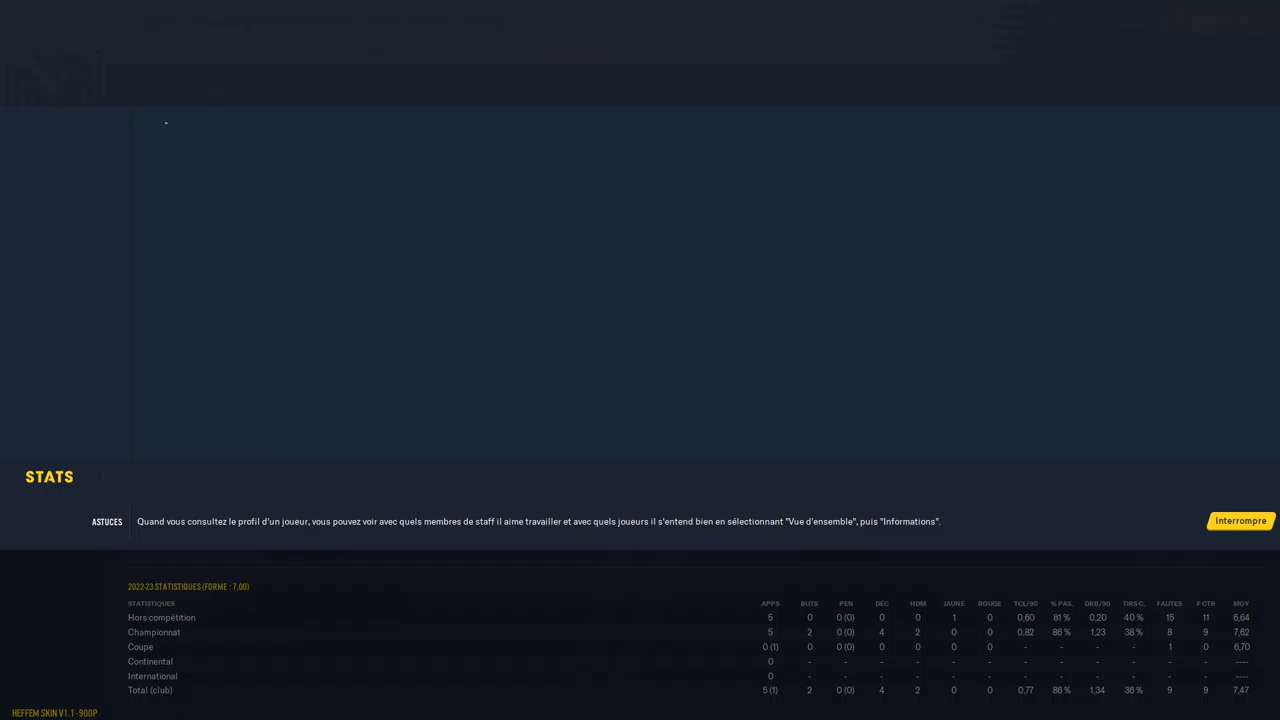 -
STATS
ASTUCES Quand vous consultez le profil d'un joueur, vous pouvez voir avec quels membres de staff il aime travailler et avec quels joueurs il s'entend bien en sélectionnant "Vue d'ensemble", puis "Informations". Interrompre
2022-23 STATISTIQUES (FORME : 7,00)
STATISTIQUES APPS BUTS PEN DÉC HDM JAUNE ROUGE TCL/90 % PAS. DRB/90 TIRS C. FAUTES F CTR MOY
Hors compétition 5 0 0 (0) 0 0 1 0 0,60 81 % 0,20 40 % 15 11 6,64
Championnat 5 2 0 (0) 4 2 0 0 0,82 86 % 1,23 38 % 8 9 7,62
Coupe 0 (1) 0 0 (0) 0 0 0 0 - - - - 1 0 6,70
Continental 0 - - - - - - - - - - - - ----
International 0 - - - - - - - - - - - - ----
Total (club) 5 (1) 2 0 (0) 4 2 0 0 0,77 86 % 1,34 36 % 9 9 7,47
HEFFEM SKIN V1.1 - 900P